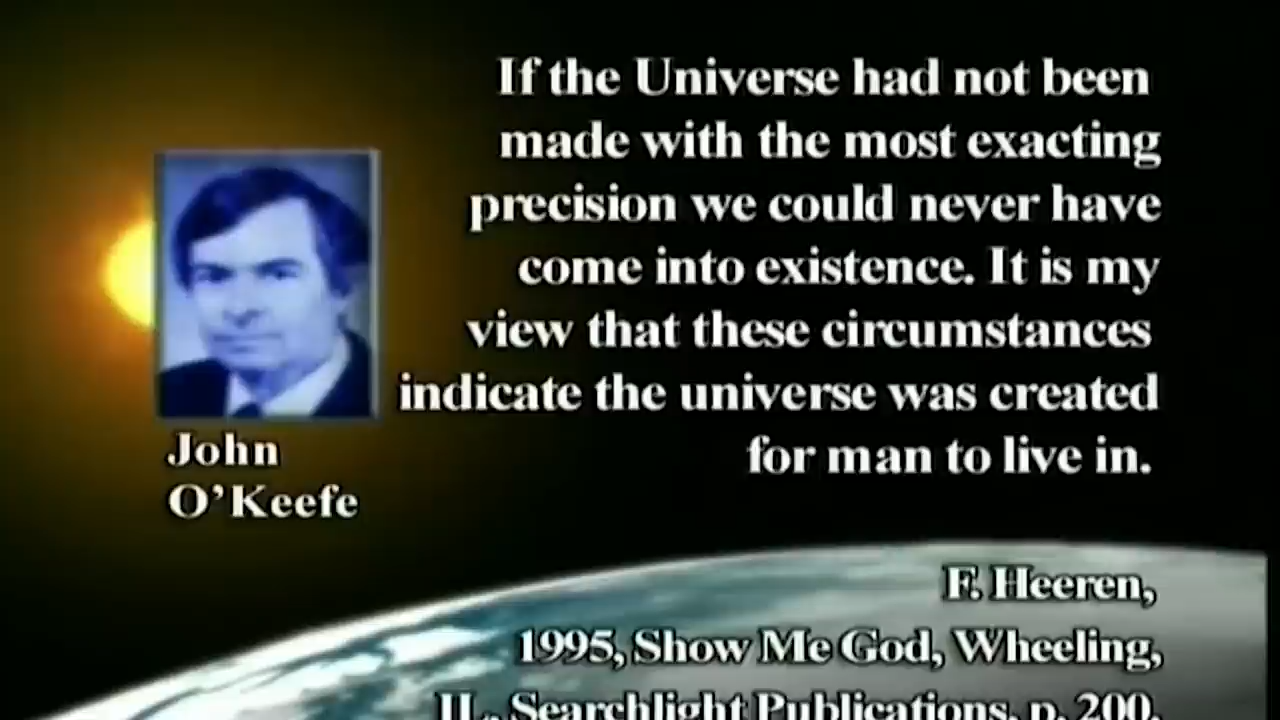 If the Universe had not been
made with the most exacting
precision we could never have
come into existence. It is my
view that these circumstances
indicate the universe was created
for man to live in.
John
O’Keefe
F. Heeren,
1995, Show Me God, Wheeling,
IL, Searchlight Publications, p. 200.